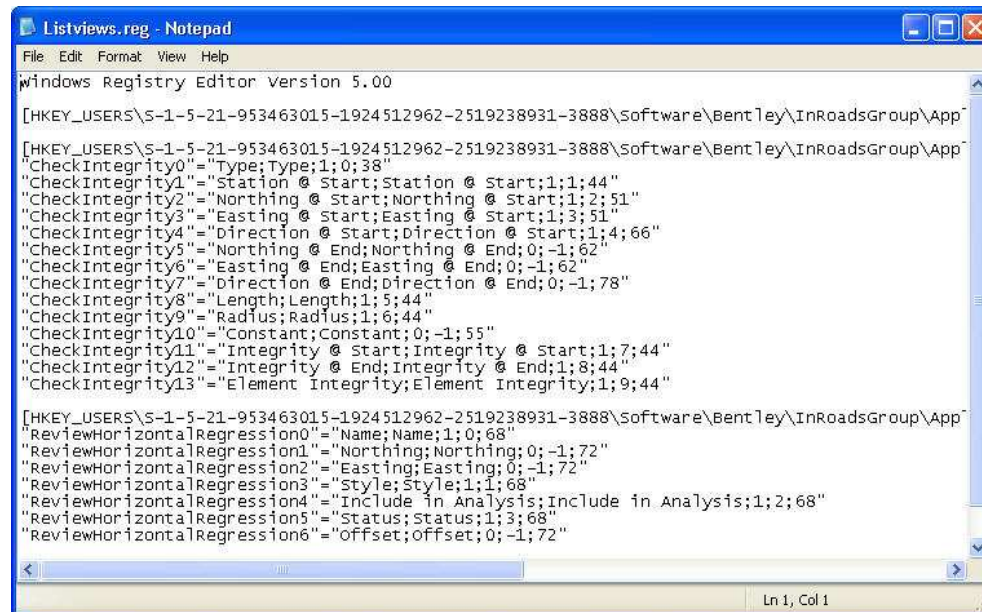 Listviews.reg - Notepad
File Edit Format View Help
Windows Registry Editor Version 5.00
[HKEY_USERS\S-1-5-21-953463015-1924512962-2519238931-3888\Software\Bentley\InRoadsGroup\App
[HKEY_USERS\S-1-5-21-953463015-1924512962-2519238931-3888\Software\Bentley\InRoadsGroup\App
"CheckIntegrity0"="Type;Type;1;0;38"
"CheckIntegrity1"="Station @ Start;Station @ Start;1;1;44"
"CheckIntegrity2"="Northing @ Start;Northing @ Start;1;2;51"
"CheckIntegrity3"="Easting @ Start;Easting @ Start;1;3;51"
"CheckIntegrity4"="Direction @ Start;Direction @ Start;1;4;66"
"CheckIntegrity5"="Northing @ End;Northing @ End;0;-1;62"
"CheckIntegrity6"="Easting @ End;Easting @ End;0;-1;62"
"CheckIntegrity7"="Direction @ End;Direction @ End;0;-1;78"
"CheckIntegrity8"="Length;Length;1;5;44"
"CheckIntegrity9"="Radius;Radius;1;6;44"
"CheckIntegrity10"="Constant;Constant;0;-1;55"
"CheckIntegrity11"="Integrity @ Start;Integrity @ Start;1;7;44"
"CheckIntegrity12"="Integrity @ End;Integrity @ End;1;8;44"
"CheckIntegrity13"="Element Integrity;Element Integrity;1;9;44"
[HKEY_USERS\S-1-5-21-953463015-1924512962-2519238931-3888\Software\Bentley\InRoadsGroup\App
"ReviewHorizontalRegression0"="Name;Name;1;0;68"
"ReviewHorizontalRegression1"="Northing;Northing;0;-1;72"
"ReviewHorizontalRegression2"="Easting;Easting;0;-1;72"
"ReviewHorizontalRegression3"="Style;Style;1;1;68"
"ReviewHorizontalRegression4"="Include in Analysis;Include in Analysis;1;2;68"
"ReviewHorizontalRegression5"="Status;Status;1;3;68"
"ReviewHorizontalRegression6"="Offset;Offset;0;-1;72"
Ln 1, Col 1